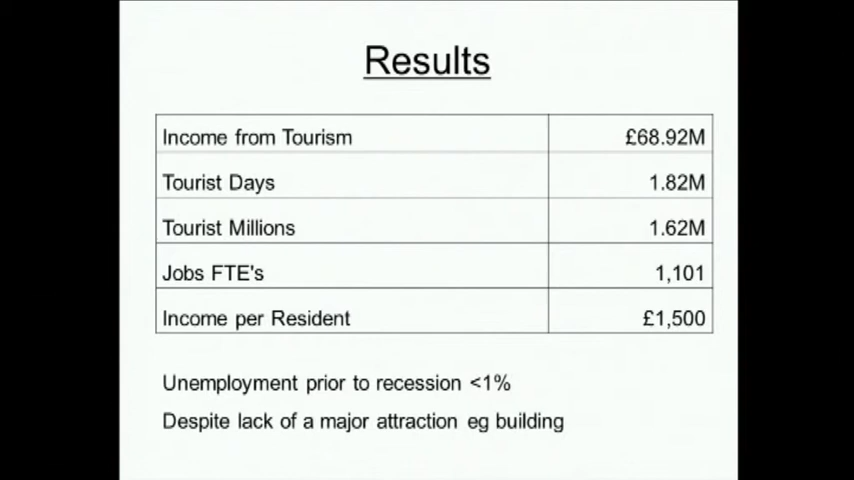 Results
Income from Tourism £68.92M
Tourist Days 1.82M
Tourist Millions 1.62M
Jobs FTE's 1,101
Income per Resident £1,500
Unemployment prior to recession <1%
Despite lack of a major attraction eg building